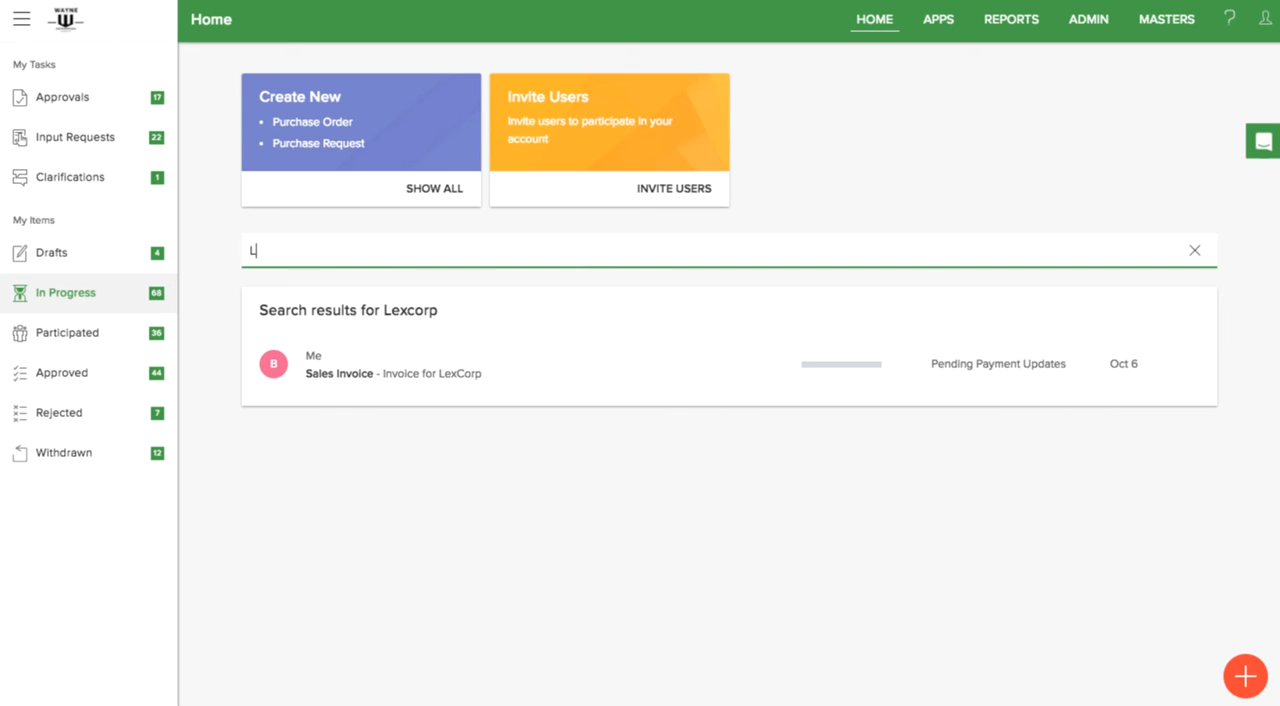 WAYNE
W
Home
HOME
APPS
REPORTS
ADMIN
MASTERS
?
My Tasks
Approvals
17
Input Requests
22
Clarifications
1
My Items
Drafts
4
In Progress
68
Participated
36
Approved
44
Rejected
7
Withdrawn
12
Create New
• Purchase Order
• Purchase Request
SHOW ALL
Invite Users
Invite users to participate in your
account
INVITE USERS
L
Search results for Lexcorp
B
Me
Sales Invoice - Invoice for LexCorp
Pending Payment Updates
Oct 6